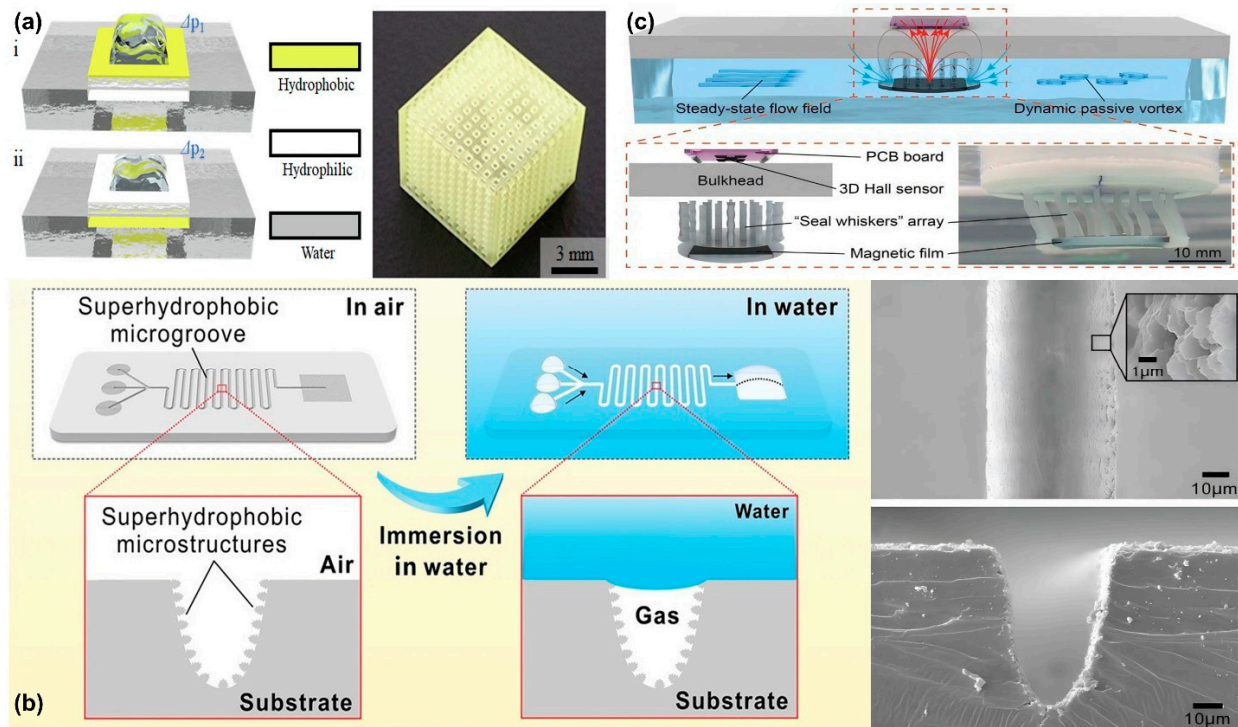 (a)
i
Δp₁
Hydrophobic
ii
Δp₂
Hydrophilic
Water
3 mm
(c)
Steady-state flow field
Dynamic passive vortex
PCB board
3D Hall sensor
Bulkhead
“Seal whiskers” array
Magnetic film
10 mm
Superhydrophobic
microgroove
In air
In water
Superhydrophobic
microstructures
Air
Substrate
Immersion
in water
Water
Gas
Substrate
(b)
1μm
10μm
10μm